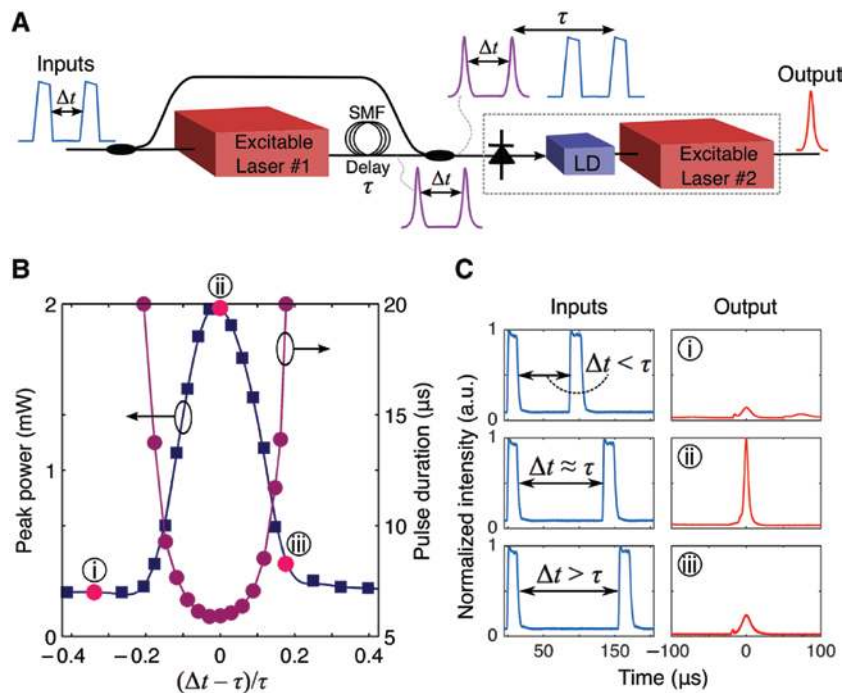 A
Inputs
Δt
Excitable
Laser #1
SMF
Delay
τ
Δt
τ
Δt
LD
Excitable
Laser #2
Output
B
ii
i
iii
Peak power (mW)
2
1
0
Pulse duration (μs)
20
15
10
5
−0.4
−0.2
0
0.2
0.4
(Δt − τ)/τ
C
Inputs
Output
Normalized intensity (a.u.)
1
0
Δt < τ
i
1
0
Δt ≈ τ
ii
1
0
Δt > τ
iii
50
150
−100
0
100
Time (μs)